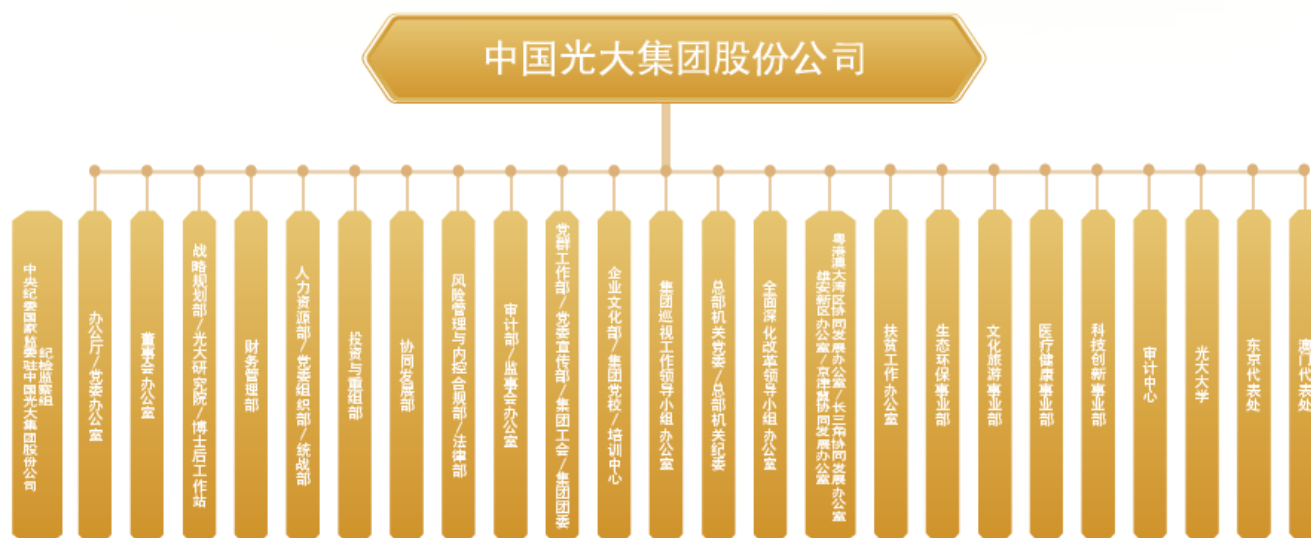 中国光大集团股份公司
中央纪委国家监委驻中国光大集团股份公司
纪检监察组
办公厅/党委办公室
董事会办公室
战略规划部/光大研究院/博士后工作站
财务管理部
人力资源部/党委组织部/统战部
投资与重组部
协同发展部
风险管理与内控合规部/法律部
审计部/监事会办公室
党群工作部/党委宣传部/集团工会/集团团委
企业文化部/集团党校/培训中心
集团巡视工作领导小组办公室
总部机关党委/总部机关纪委
全面深化改革领导小组办公室
粤港澳大湾区协同发展办公室/长三角协同发展办公室
雄安新区办公室/京津冀协同发展办公室
扶贫工作办公室
生态环保事业部
文化旅游事业部
医疗健康事业部
科技创新事业部
审计中心
光大大学
东京代表处
澳门代表处